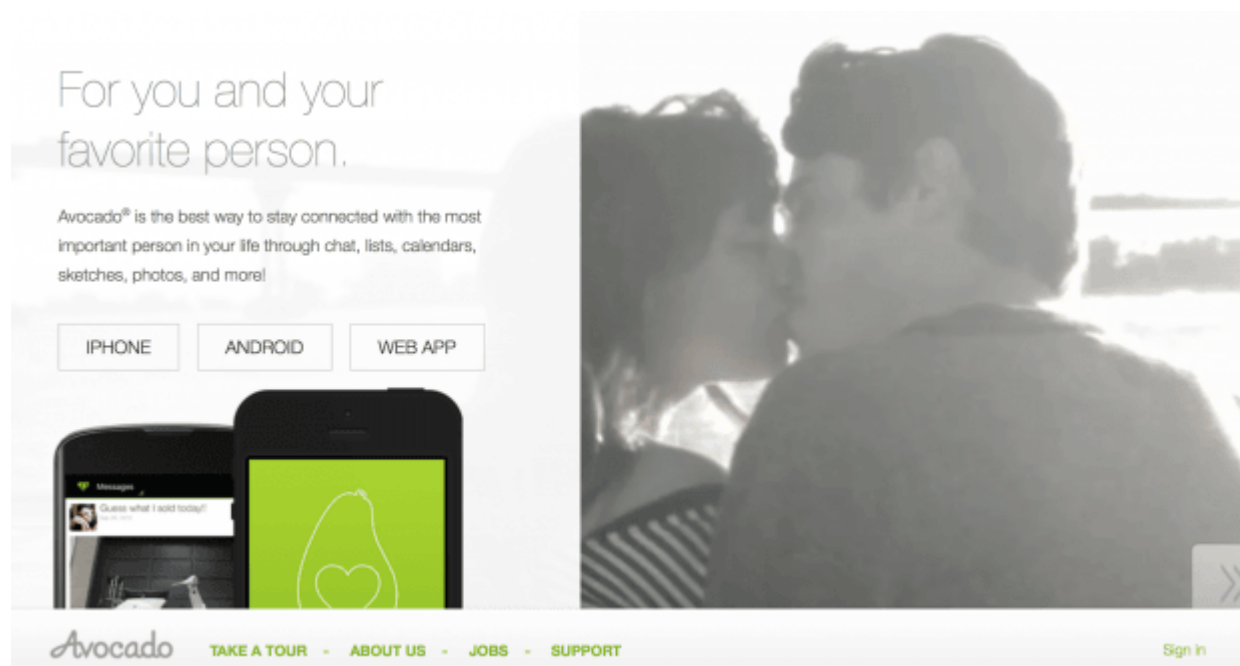 For you and your
favorite person.
Avocado® is the best way to stay connected with the most
important person in your life through chat, lists, calendars,
sketches, photos, and more!
IPHONE ANDROID WEB APP
Messages
Guess what I sold today!!
Avocado TAKE A TOUR - ABOUT US - JOBS - SUPPORT Sign in